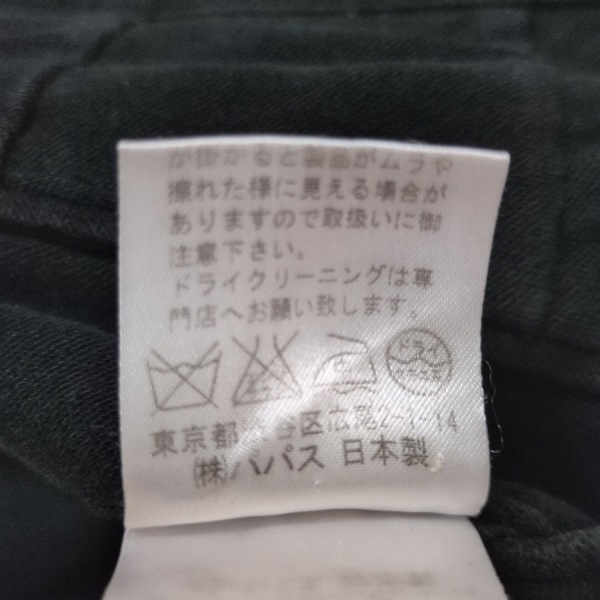 が掛かると製品がムラや
擦れた様に見える場合が
ありますので取扱いに御
注意下さい。
ドライクリーニングは専
門店へお願い致します。
ドライ
東京都渋谷区広尾2-1-14
㈱パパス 日本製